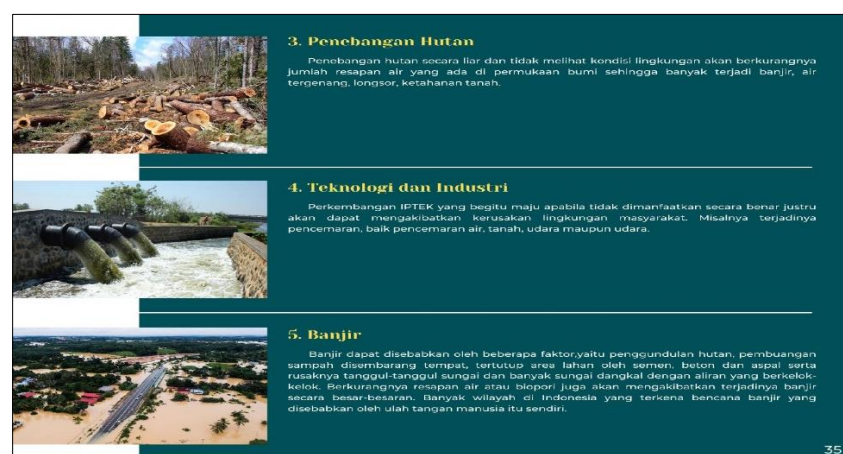 3. Penebangan Hutan
Penebangan hutan secara liar dan tidak melihat kondisi lingkungan akan berkurangnya
jumlah resapan air yang ada di permukaan bumi sehingga banyak terjadi banjir, air
tergenang, longsor, ketahanan tanah.
4. Teknologi dan Industri
Perkembangan IPTEK yang begitu maju apabila tidak dimanfaatkan secara benar justru
akan dapat mengakibatkan kerusakan lingkungan masyarakat. Misalnya terjadinya
pencemaran, baik pencemaran air, tanah, udara maupun udara.
5. Banjir
Banjir dapat disebabkan oleh beberapa faktor,yaitu penggundulan hutan, pembuangan
sampah disembarang tempat, tertutup area lahan oleh semen, beton dan aspal serta
rusaknya tanggul-tanggul sungai dan banyak sungai dangkal dengan aliran yang berkelok-
kelok. Berkurangnya resapan air atau biopori juga akan mengakibatkan terjadinya banjir
secara besar-besaran. Banyak wilayah di Indonesia yang terkena bencana banjir yang
disebabkan oleh ulah tangan manusia itu sendiri.
35